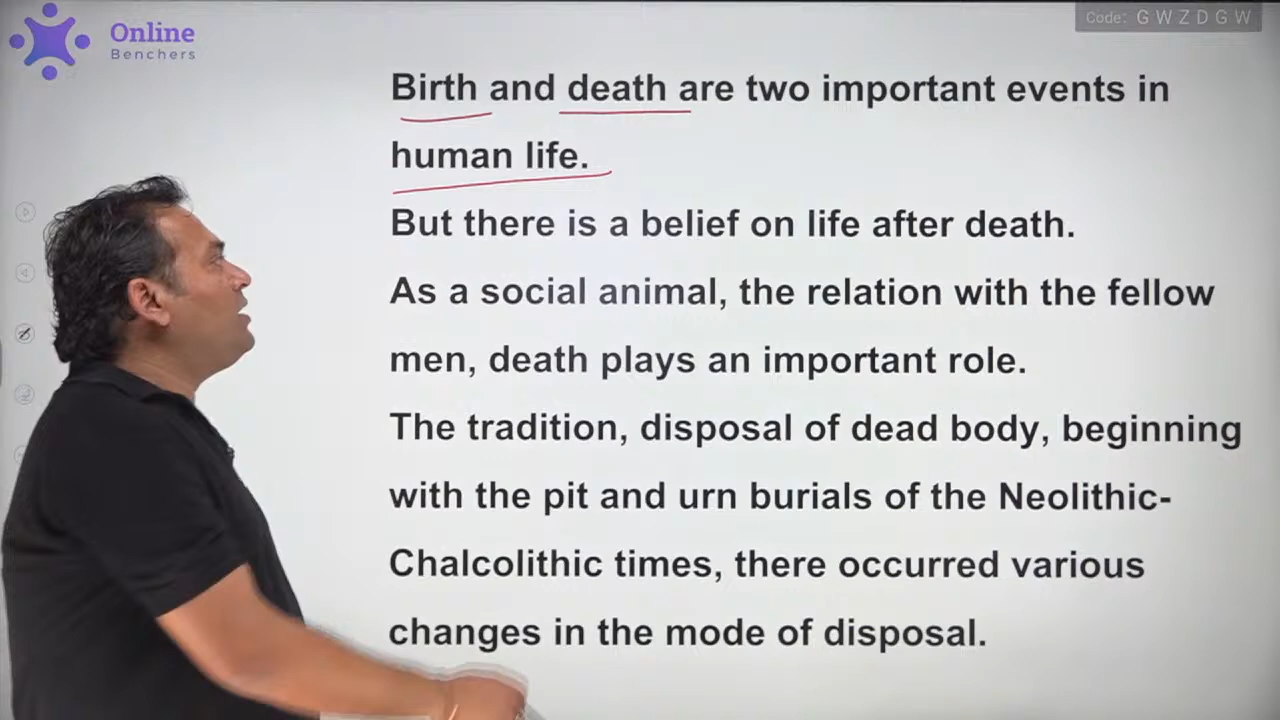 Online
Benchers
Code: G W Z D G W
Birth and death are two important events in
human life.
But there is a belief on life after death.
As a social animal, the relation with the fellow
men, death plays an important role.
The tradition, disposal of dead body, beginning
with the pit and urn burials of the Neolithic-
Chalcolithic times, there occurred various
changes in the mode of disposal.